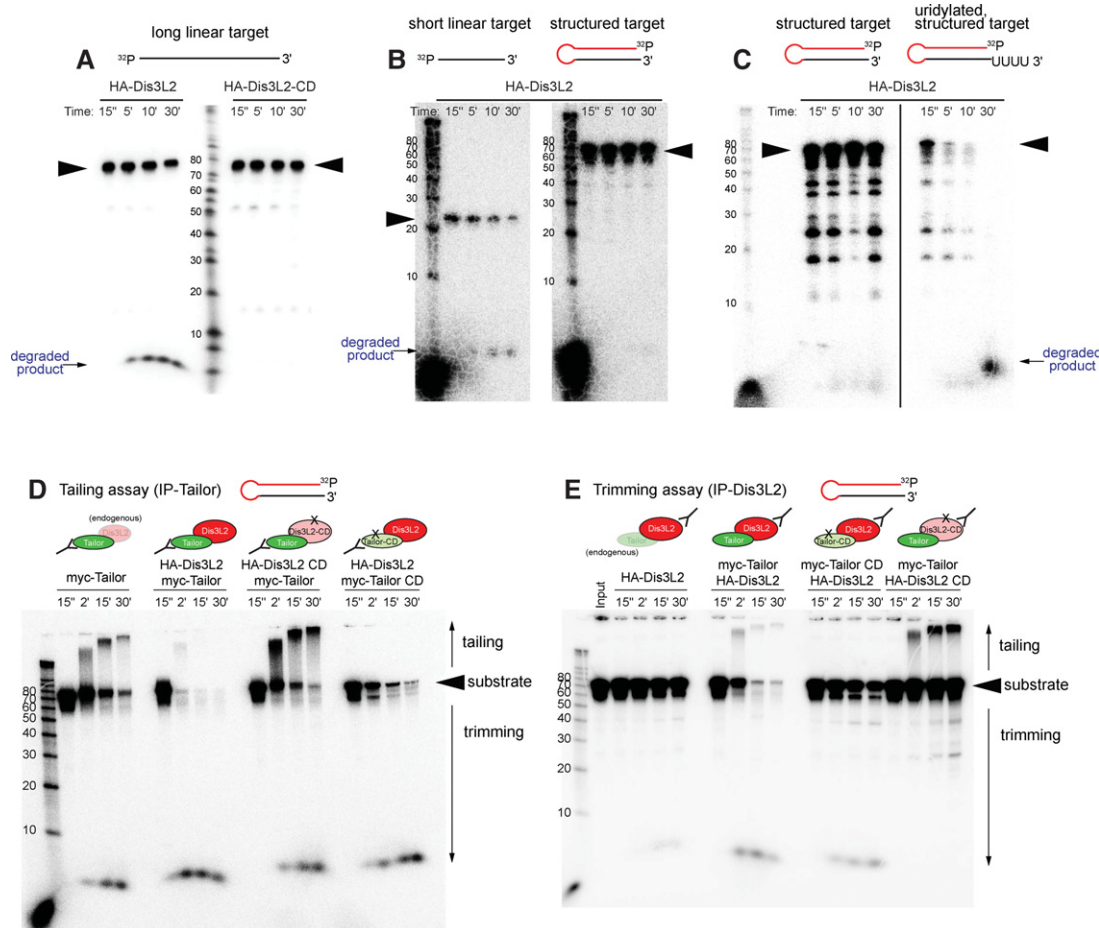 A
long linear target
32P
3'
HA-Dis3L2
HA-Dis3L2-CD
Time: 15" 5' 10' 30'
15" 5' 10' 30'
80
70
60
50
40
30
20
10
degraded
product
B
short linear target
structured target
32P
3'
32P
3'
HA-Dis3L2
Time: 15" 5' 10' 30'
15" 5' 10' 30'
80
70
60
50
40
30
20
10
80
70
60
50
40
30
20
10
degraded
product
C
structured target
uridylated,
structured target
32P
3'
32P
UUUU 3'
HA-Dis3L2
Time: 15" 5' 10' 30'
15" 5' 10' 30'
80
70
60
50
40
30
20
10
degraded
product
D Tailing assay (IP-Tailor)
32P
3'
(endogenous)
Dis3L2
Tailor
Dis3L2
Tailor
Dis3L2-CD
X
Tailor
Dis3L2
X
Tailor-CD
myc-Tailor
HA-Dis3L2
myc-Tailor
HA-Dis3L2 CD
myc-Tailor
HA-Dis3L2
myc-Tailor CD
15" 2' 15' 30'
15" 2' 15' 30'
15" 2' 15' 30'
15" 2' 15' 30'
80
70
60
50
40
30
20
10
tailing
substrate
trimming
E Trimming assay (IP-Dis3L2)
32P
3'
Dis3L2
Tailor
(endogenous)
Dis3L2
Tailor
Dis3L2
X
Tailor-CD
X
Dis3L2-CD
Tailor
Input
HA-Dis3L2
myc-Tailor
HA-Dis3L2
myc-Tailor CD
HA-Dis3L2
myc-Tailor
HA-Dis3L2 CD
15" 2' 15' 30'
15" 2' 15' 30'
15" 2' 15' 30'
15" 2' 15' 30'
80
70
60
50
40
30
20
10
tailing
substrate
trimming